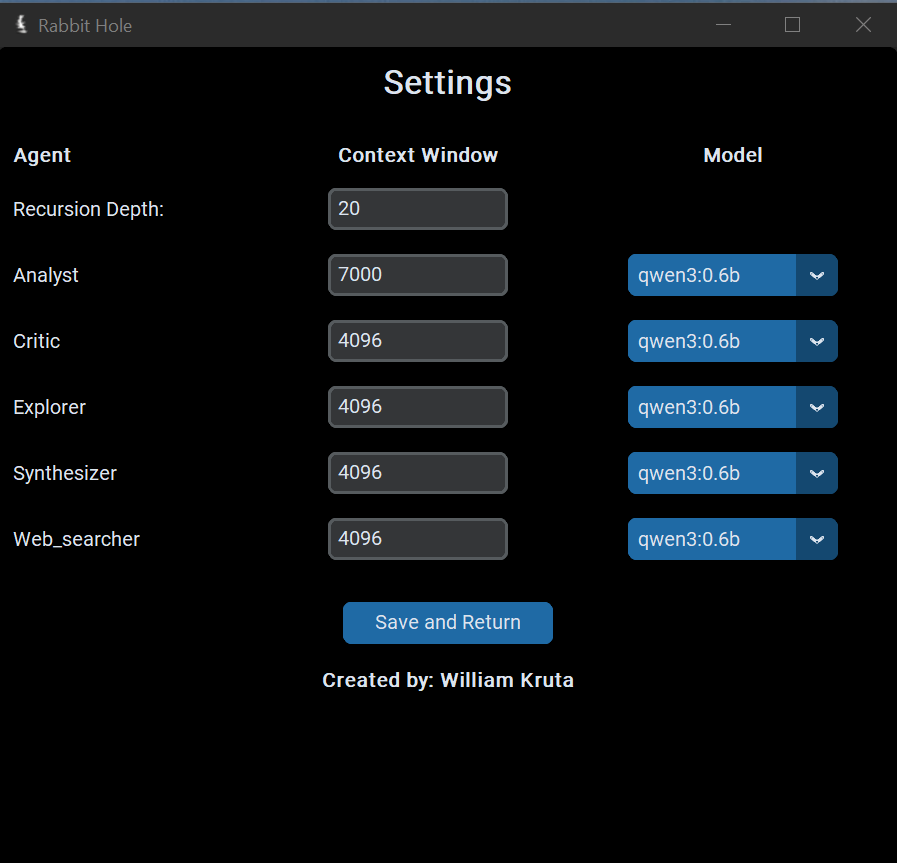 Rabbit Hole
Settings
Agent Context Window Model
Recursion Depth: 20
Analyst 7000 qwen3:0.6b
Critic 4096 qwen3:0.6b
Explorer 4096 qwen3:0.6b
Synthesizer 4096 qwen3:0.6b
Web_searcher 4096 qwen3:0.6b
Save and Return
Created by: William Kruta